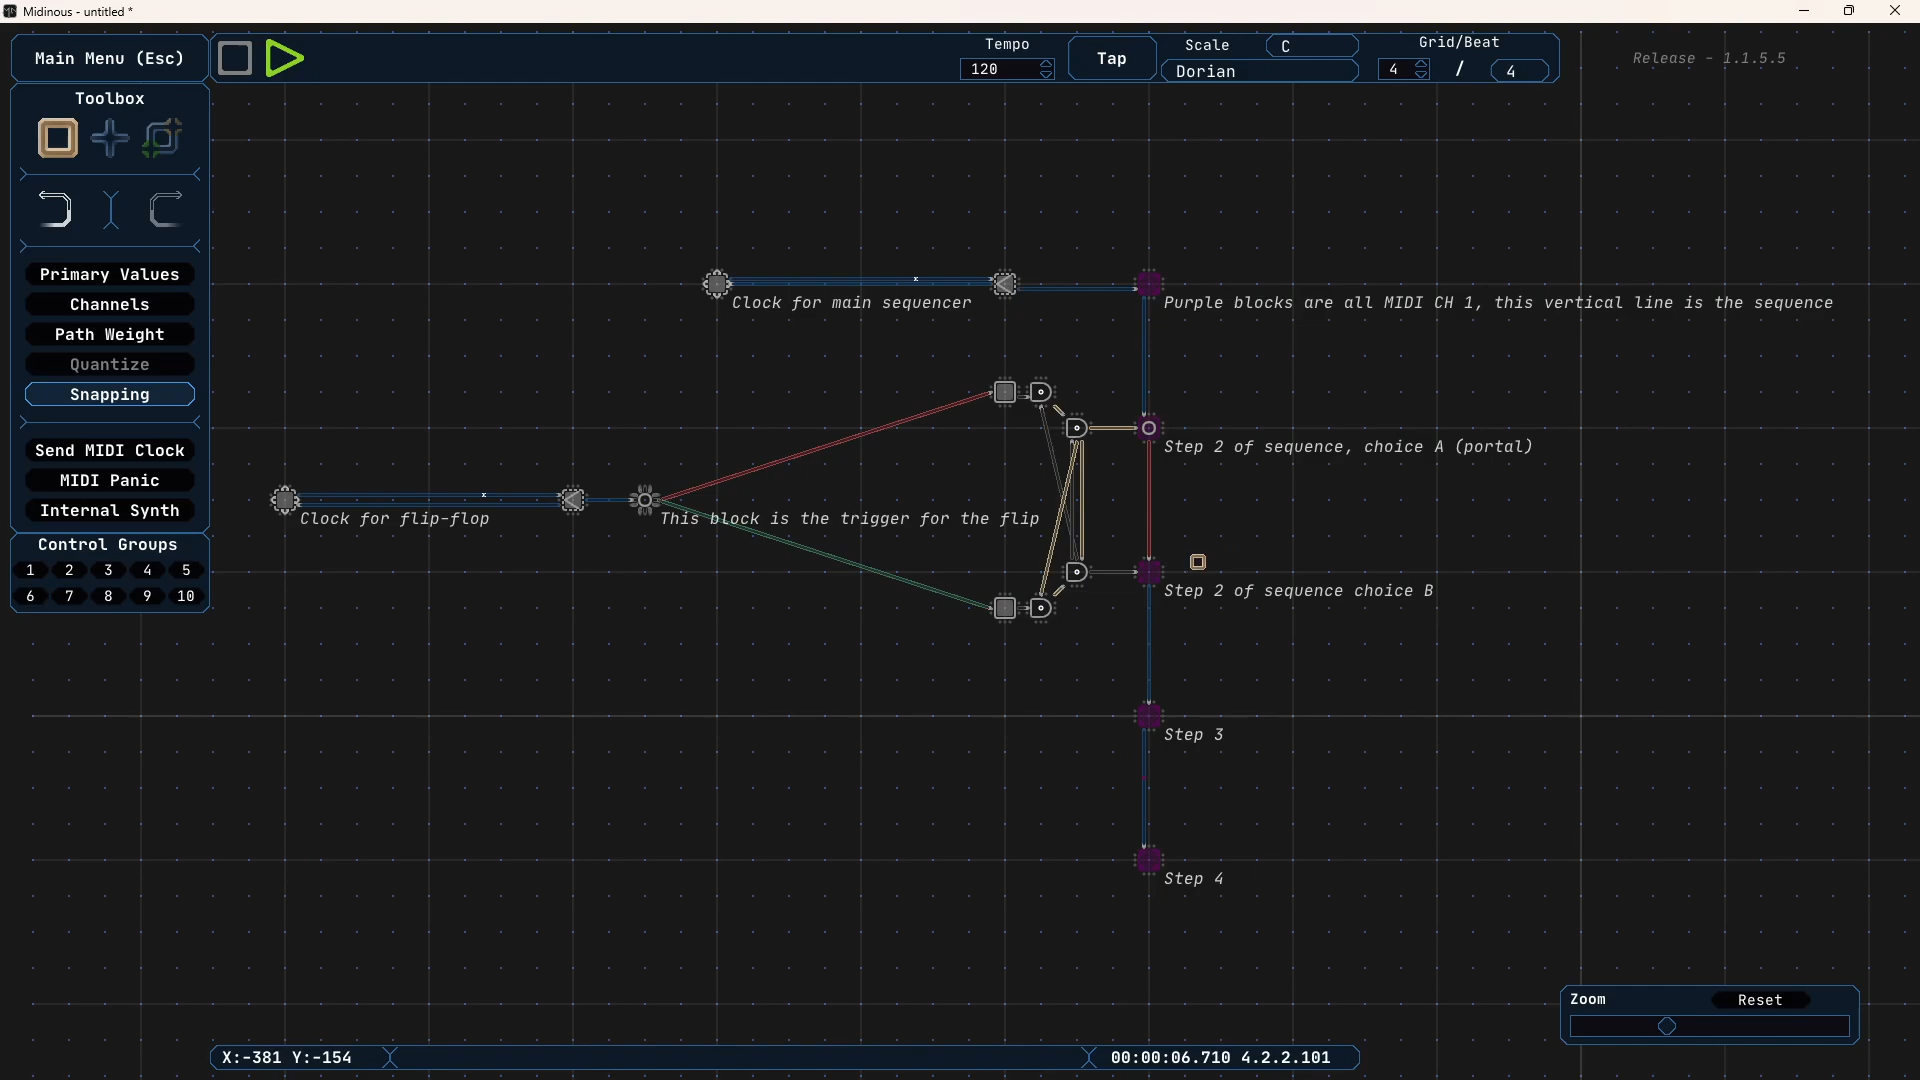 Midinous - untitled *
Main Menu (Esc)
Tempo
120
Tap
Scale
C
Dorian
Grid/Beat
4 / 4
Release - 1.1.5.5
Toolbox
Primary Values
Channels
Path Weight
Quantize
Snapping
Send MIDI Clock
MIDI Panic
Internal Synth
Control Groups
1 2 3 4 5
6 7 8 9 10
Clock for main sequencer
Purple blocks are all MIDI CH 1, this vertical line is the sequence
Step 2 of sequence, choice A (portal)
Clock for flip-flop
This block is the trigger for the flip
Step 2 of sequence choice B
Step 3
Step 4
Zoom
Reset
X:-381 Y:-154
00:00:06.710 4.2.2.101